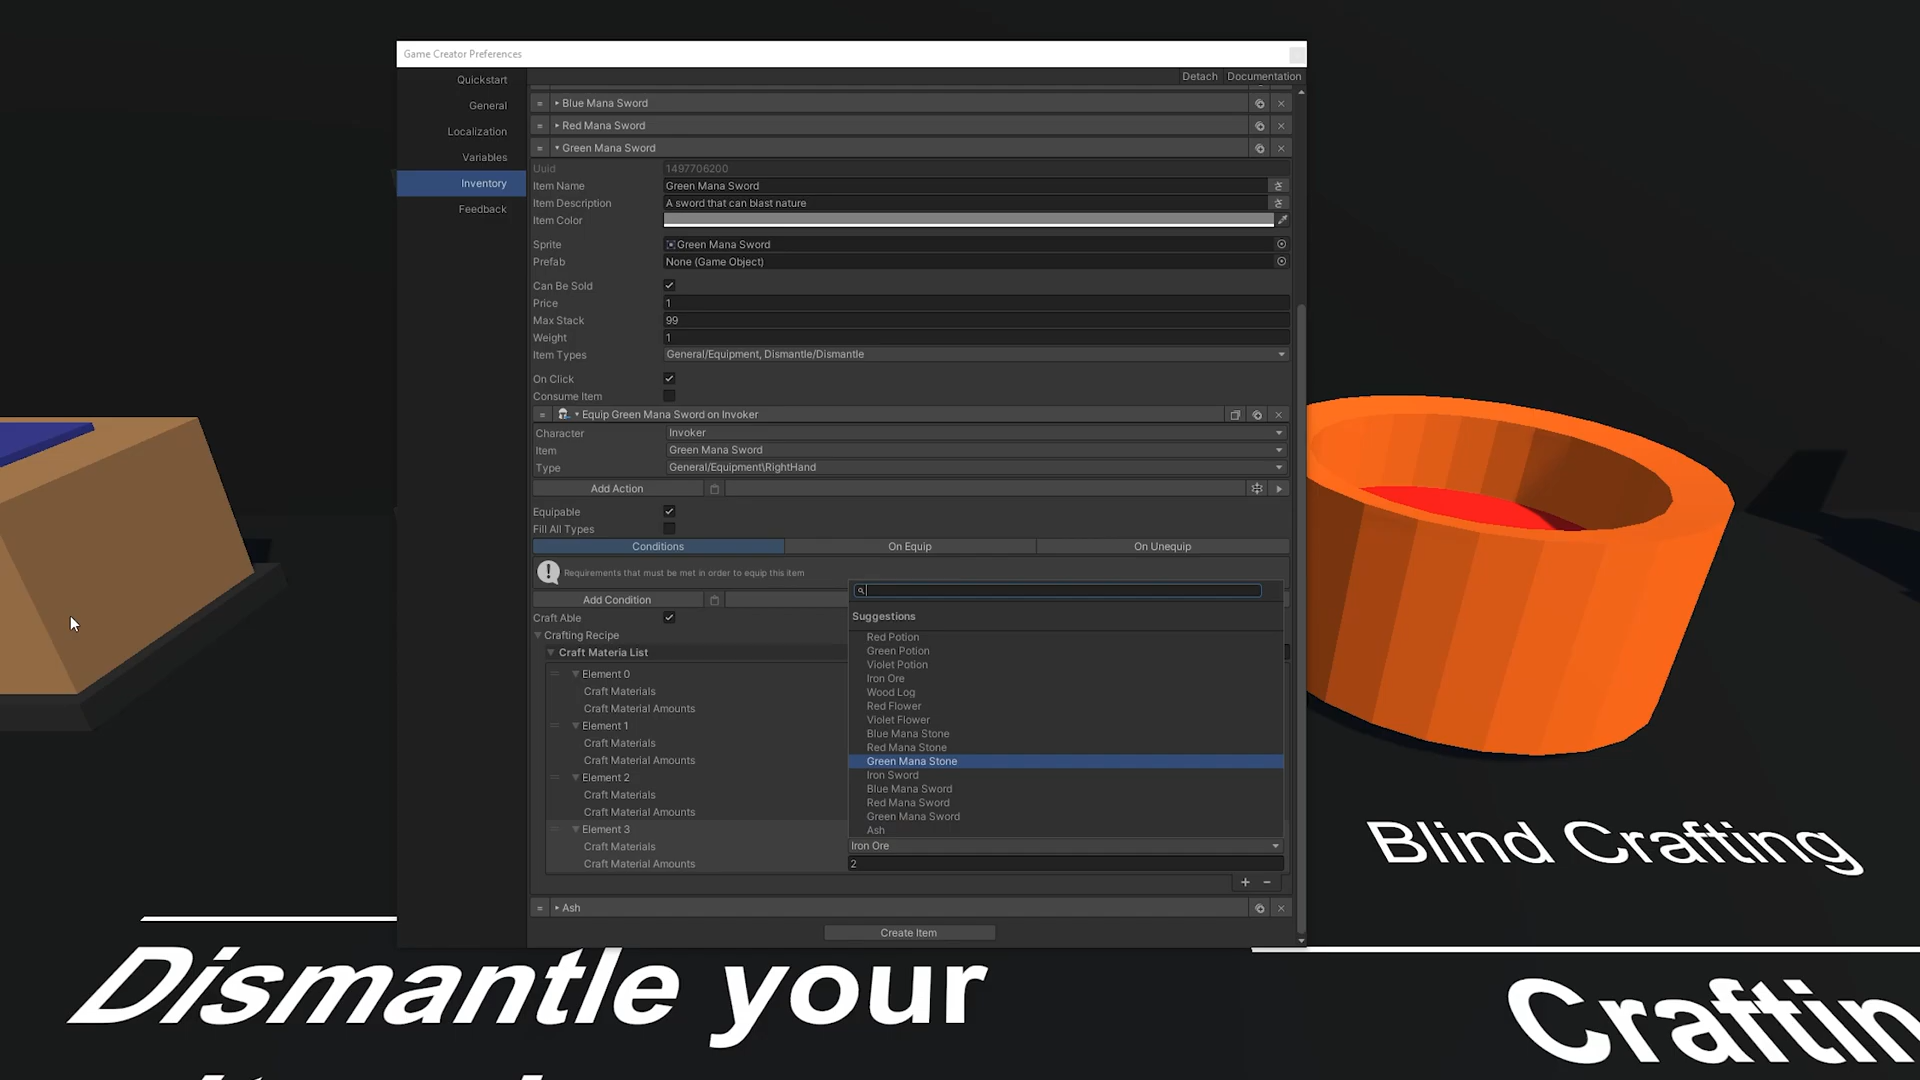 Game Creator Preferences
Detach Documentation
Quickstart
General
Localization
Variables
Inventory
Feedback
Blue Mana Sword
Red Mana Sword
Green Mana Sword
Uuid 1497706200
Item Name Green Mana Sword
Item Description A sword that can blast nature
Item Color
Sprite Green Mana Sword
Prefab None (Game Object)
Can Be Sold
Price 1
Max Stack 99
Weight 1
Item Types General/Equipment, Dismantle/Dismantle
On Click
Consume Item
Equip Green Mana Sword on Invoker
Character Invoker
Item Green Mana Sword
Type General/Equipment\RightHand
Add Action
Equipable
Fill All Types
Conditions On Equip On Unequip
Requirements that must be met in order to equip this item
Add Condition
Craft Able
Crafting Recipe
Craft Materia List
Element 0
Craft Materials
Craft Material Amounts
Element 1
Craft Materials
Craft Material Amounts
Element 2
Craft Materials
Craft Material Amounts
Element 3
Craft Materials Iron Ore
Craft Material Amounts 2
Suggestions
Red Potion
Green Potion
Violet Potion
Iron Ore
Wood Log
Red Flower
Violet Flower
Blue Mana Stone
Red Mana Stone
Green Mana Stone
Iron Sword
Blue Mana Sword
Red Mana Sword
Green Mana Sword
Ash
+ −
Ash
Create Item
Blind Crafting
Dismantle your
Craftin